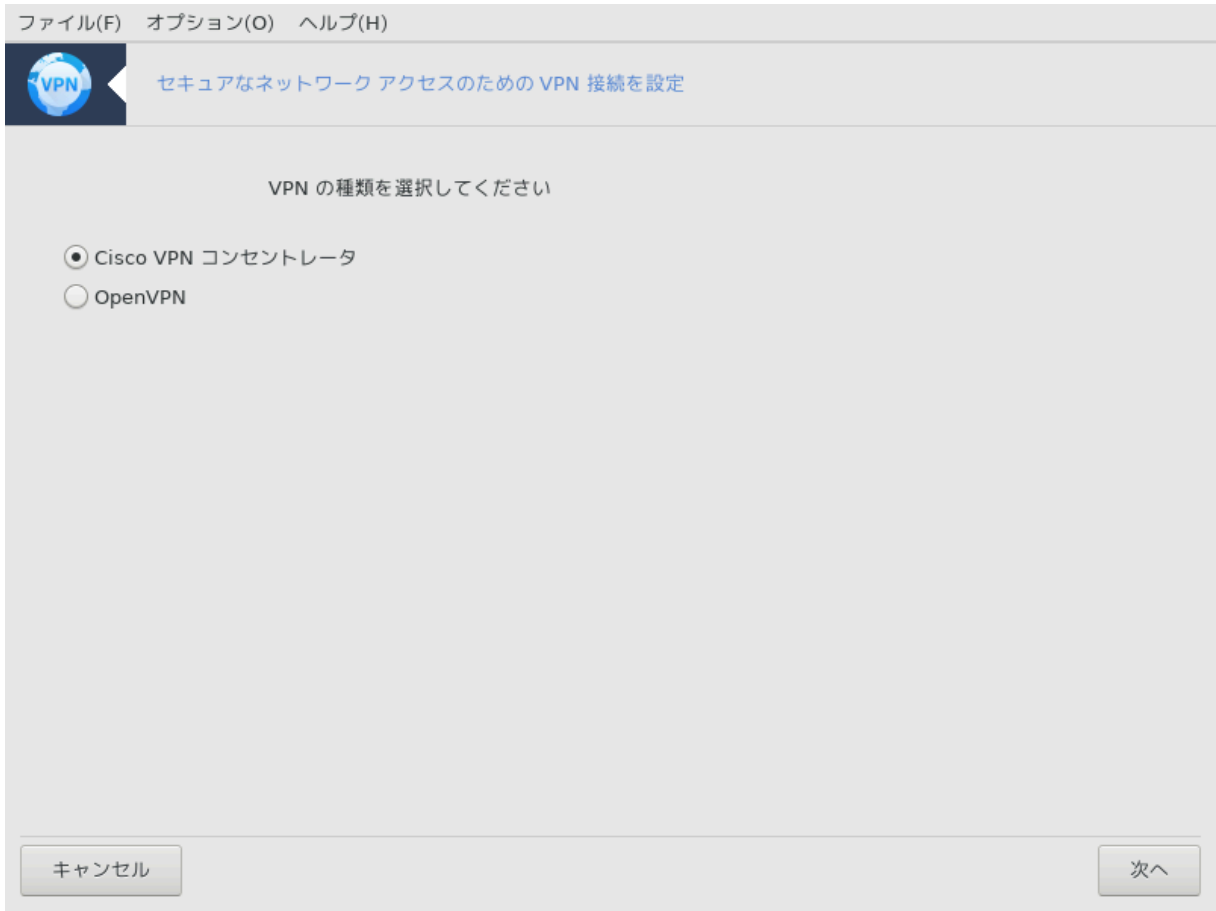 ファイル(F) オプション(O) ヘルプ(H)
VPN
セキュアなネットワーク アクセスのための VPN 接続を設定
VPN の種類を選択してください
Cisco VPN コンセントレータ
OpenVPN
キャンセル
次へ